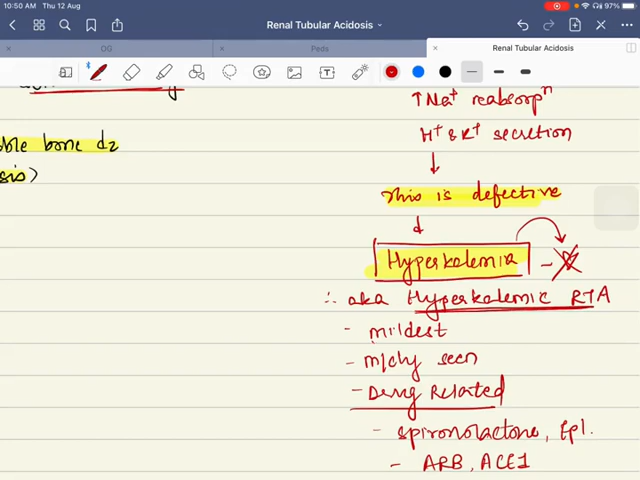 10:50 AM Thu 12 Aug
97%
Renal Tubular Acidosis
OG
Peds
Renal Tubular Acidosis
↑Na⁺ reabsorpⁿ
ble bone dz
H⁺ & K⁺ secretion
sis>
This is defective
Hyperkalemia
∴ aka Hyperkalemic RTA
- mildest
- m/cly seen
- Drug Related
- spironolactone, Epl.
- ARB, ACEI